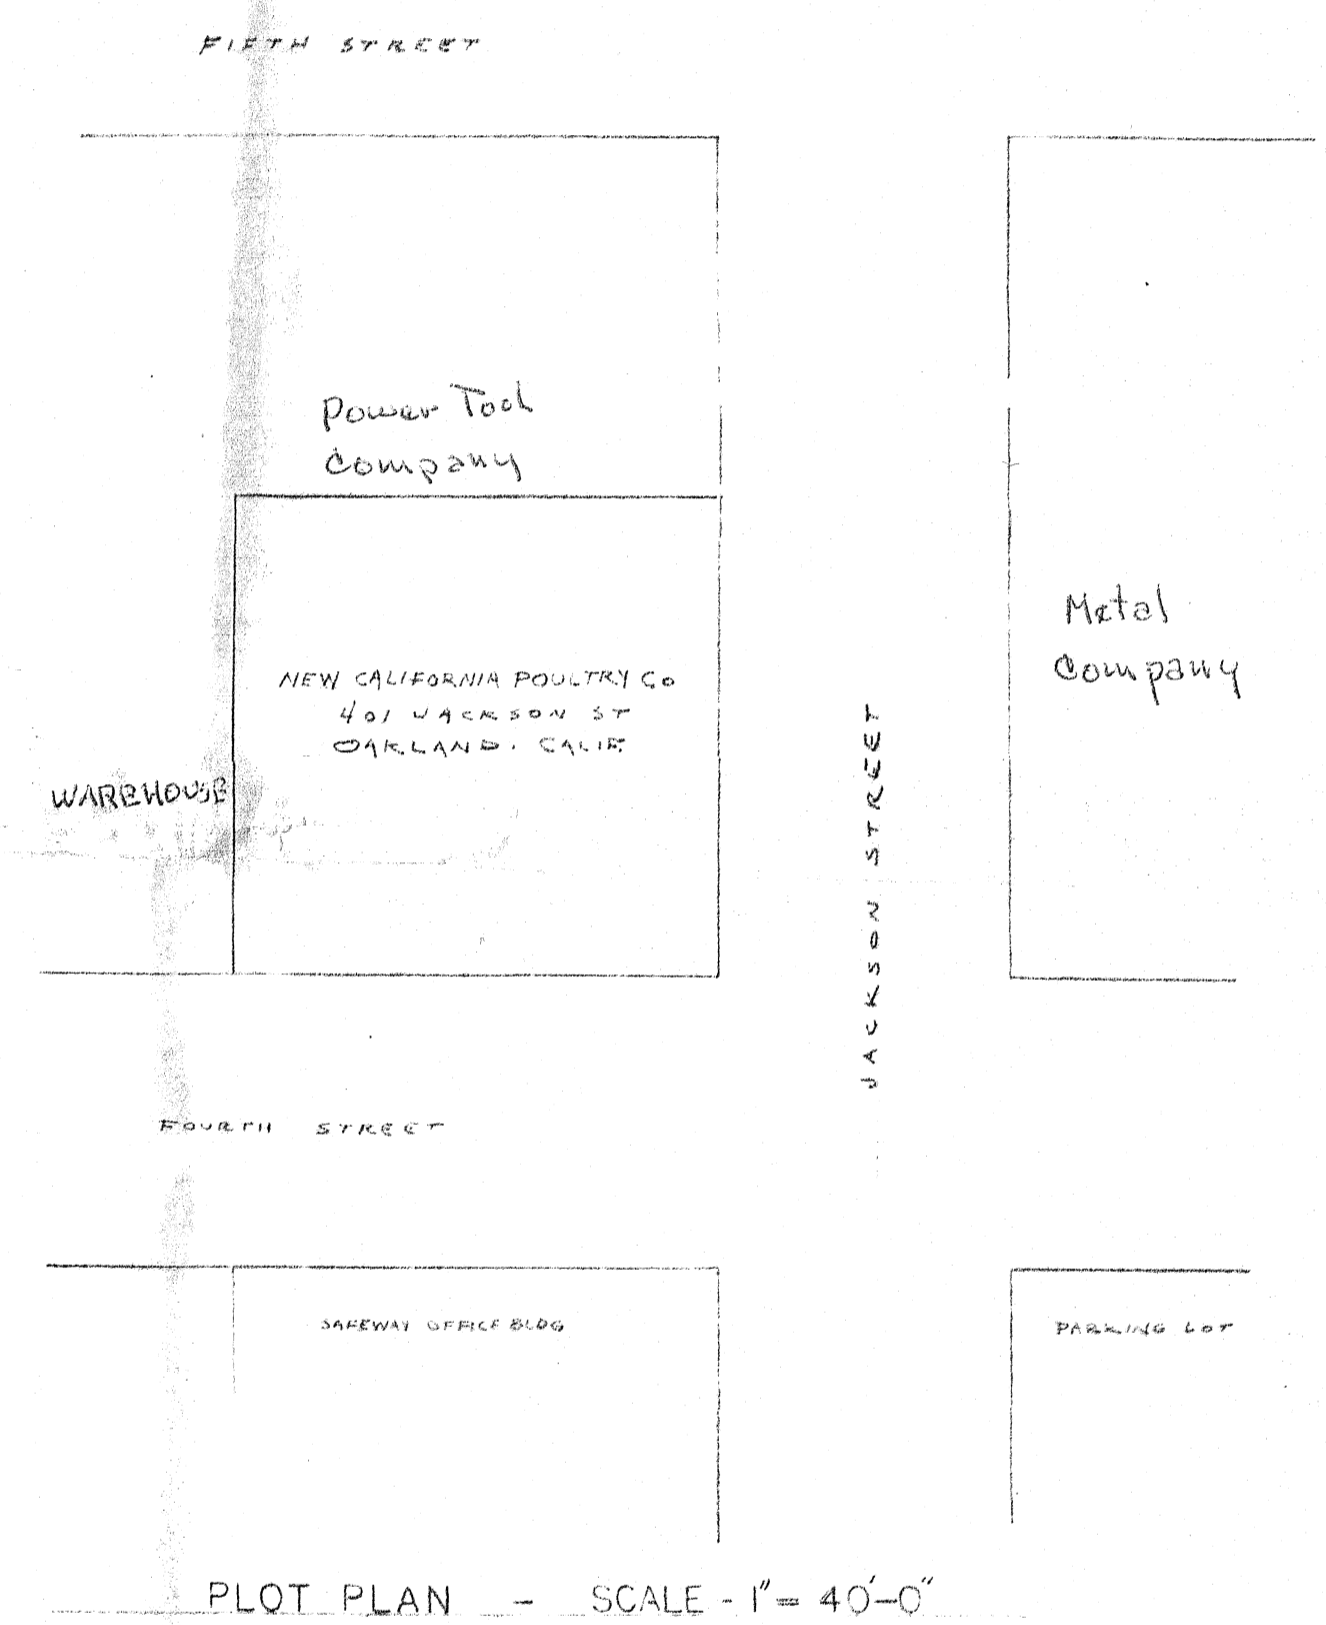 FIFTH STREET
Power Tool
Company
Metal
Company
NEW CALIFORNIA POULTRY CO
401 JACKSON ST
OAKLAND. CALIF.
WAREHOUSE
JACKSON STREET
FOURTH STREET
SAFEWAY OFFICE BLDG
PARKING LOT
PLOT PLAN - SCALE - 1" = 40'-0"